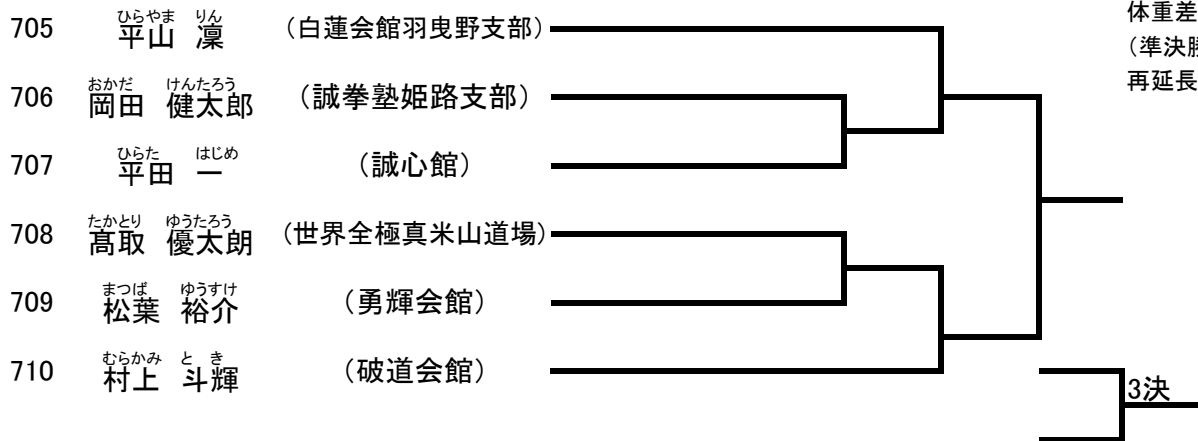 体重差
(準決勝
再延長
ひらやま りん
705 平山 凜 (白蓮会館羽曳野支部)
おかだ けんたろう
706 岡田 健太郎 (誠拳塾姫路支部)
ひらた はじめ
707 平田 一 (誠心館)
たかとり ゆうたろう
708 髙取 優太朗 (世界全極真米山道場)
まつば ゆうすけ
709 松葉 裕介 (勇輝会館)
むらかみ とき
710 村上 斗輝 (破道会館)
3決